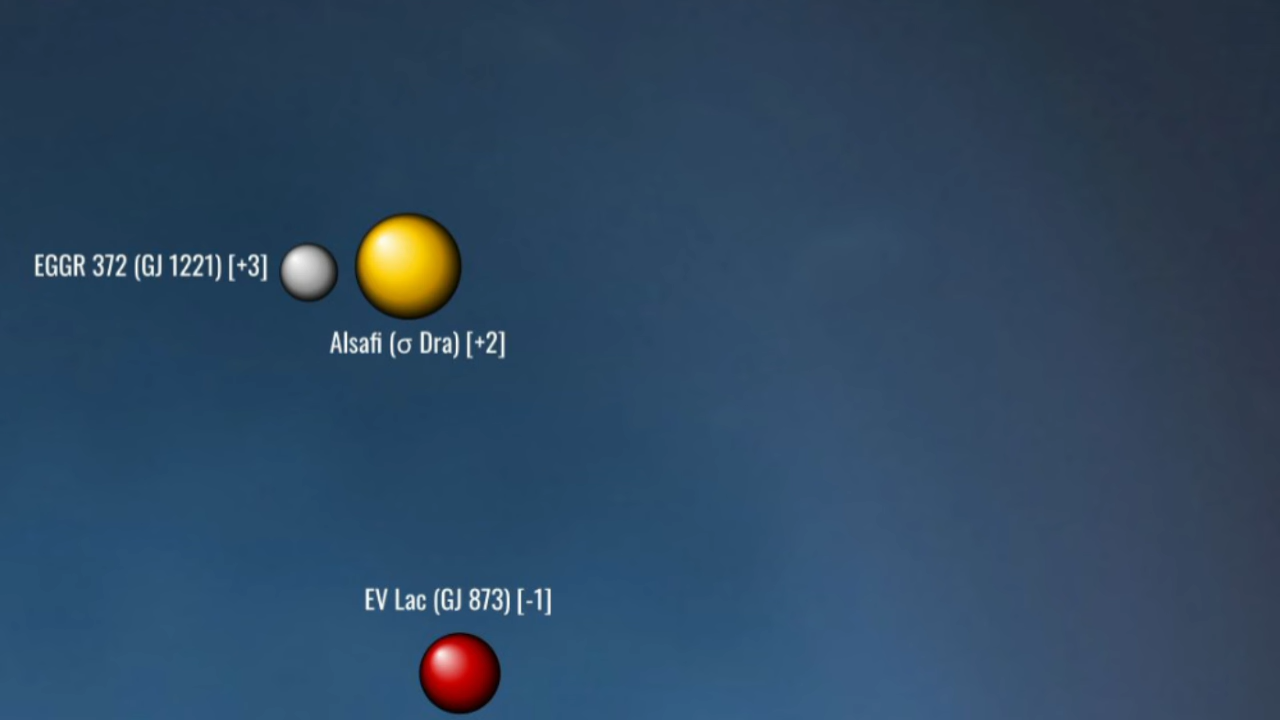 EGGR 372 (GJ 1221) [+3]
Alsafi (σ Dra) [+2]
EV Lac (GJ 873) [-1]